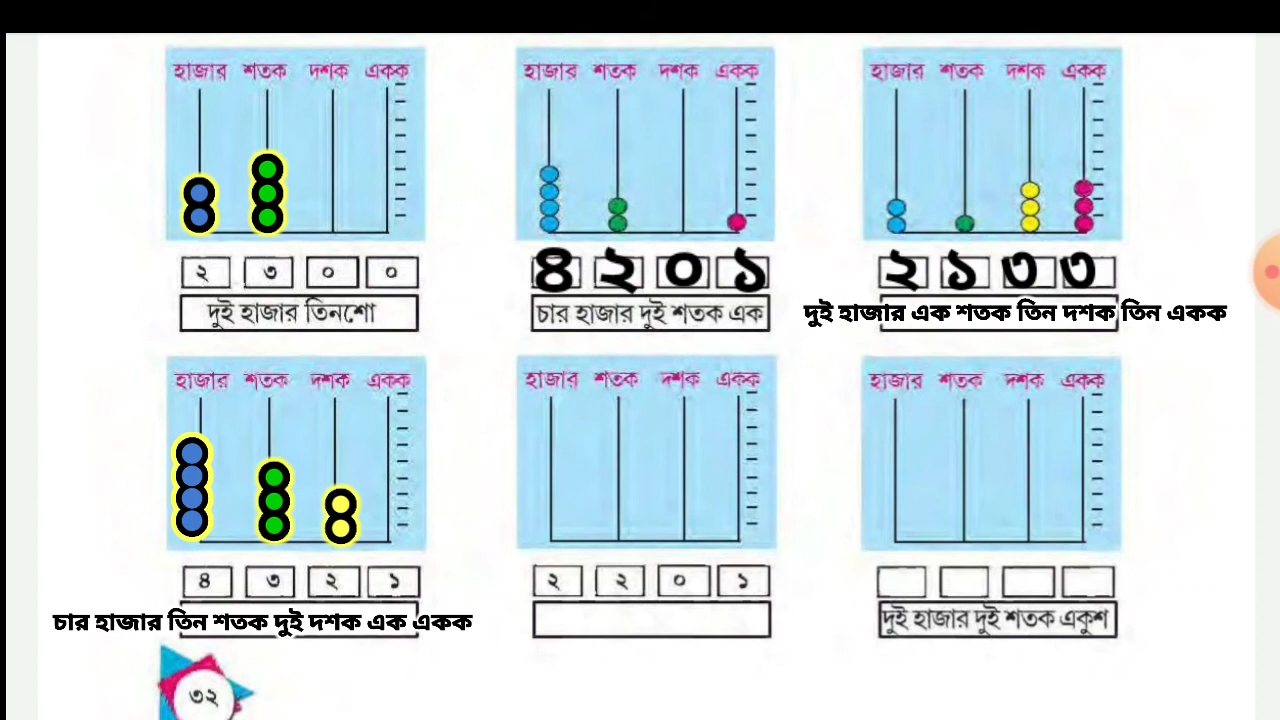 হাজার শতক দশক একক
হাজার শতক দশক একক
হাজার শতক দশক একক
২ ৩ ০ ০
৪ ২ ০ ১
২ ১ ৩ ৩
দুই হাজার তিনশো
চার হাজার দুই শতক এক
দুই হাজার এক শতক তিন দশক তিন একক
হাজার শতক দশক একক
হাজার শতক দশক একক
হাজার শতক দশক একক
৪ ৩ ২ ১
২ ২ ০ ১
চার হাজার তিন শতক দুই দশক এক একক
দুই হাজার দুই শতক একুশ
৩২